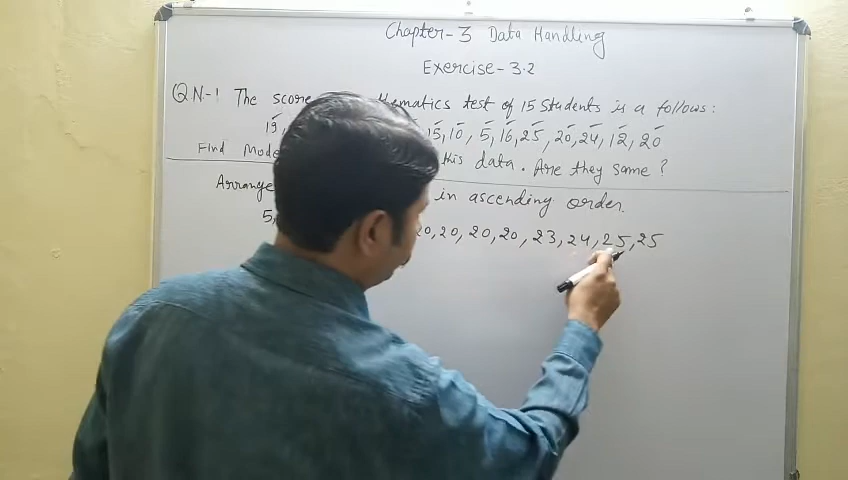 Chapter-3 Data Handling
Exercise-3.2
QN-1 The score thematics test of 15 Students is a follows:
19, 15, 10, 5, 16, 25, 20, 24, 12, 20
Find Mode this data. Are they same?
Arrange in ascending order.
5, 20, 20, 20, 20, 23, 24, 25, 25